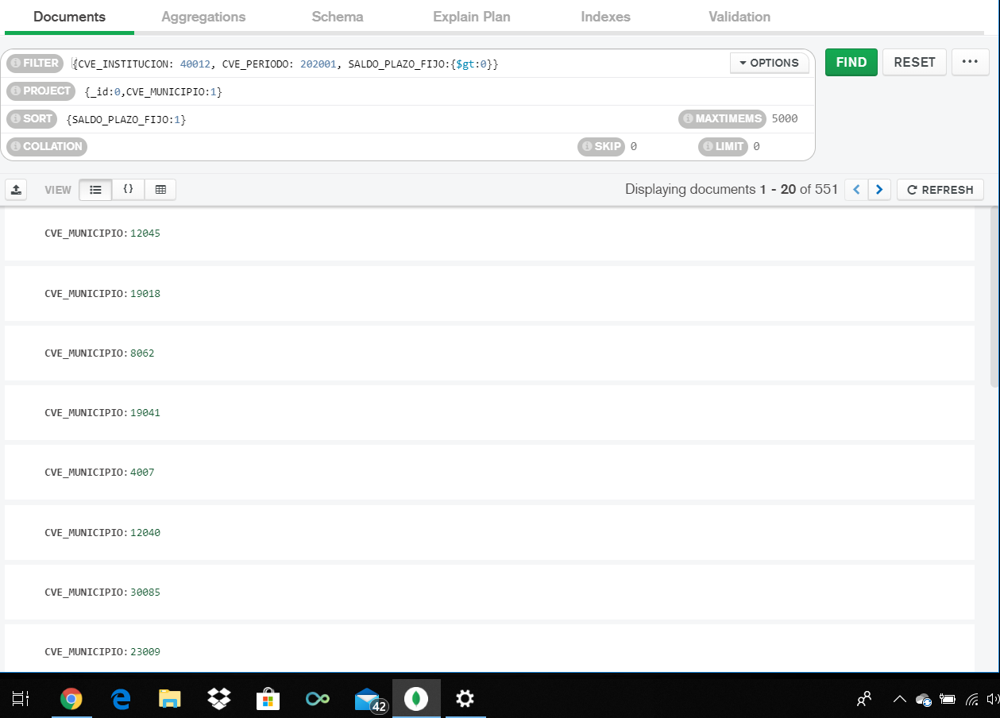 Documents Aggregations Schema Explain Plan Indexes Validation
FILTER {CVE_INSTITUCION: 40012, CVE_PERIODO: 202001, SALDO_PLAZO_FIJO:{$gt:0}} OPTIONS FIND RESET ...
PROJECT {_id:0,CVE_MUNICIPIO:1}
SORT {SALDO_PLAZO_FIJO:1} MAXTIMEMS 5000
COLLATION SKIP 0 LIMIT 0
VIEW {} Displaying documents 1 - 20 of 551 REFRESH
CVE_MUNICIPIO:12045
CVE_MUNICIPIO:19018
CVE_MUNICIPIO:8062
CVE_MUNICIPIO:19041
CVE_MUNICIPIO:4007
CVE_MUNICIPIO:12040
CVE_MUNICIPIO:30085
CVE_MUNICIPIO:23009
42